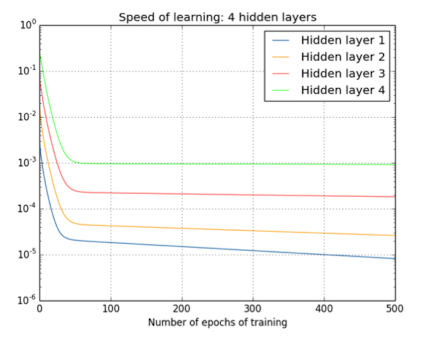 Speed of learning: 4 hidden layers
10^0
10^-1
10^-2
10^-3
10^-4
10^-5
10^-6
Hidden layer 1
Hidden layer 2
Hidden layer 3
Hidden layer 4
0 100 200 300 400 500
Number of epochs of training